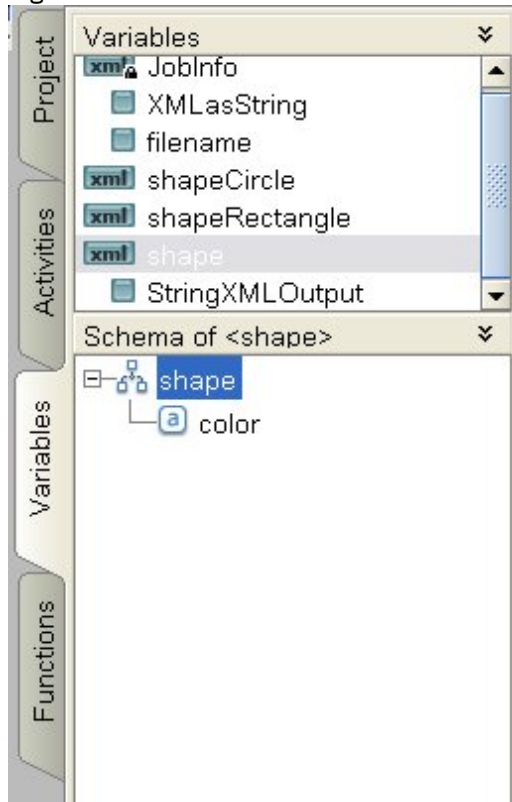 Project
Activities
Variables
Functions
Variables
xml JobInfo
XMLasString
filename
xml shapeCircle
xml shapeRectangle
xml shape
StringXMLOutput
Schema of <shape>
shape
a color